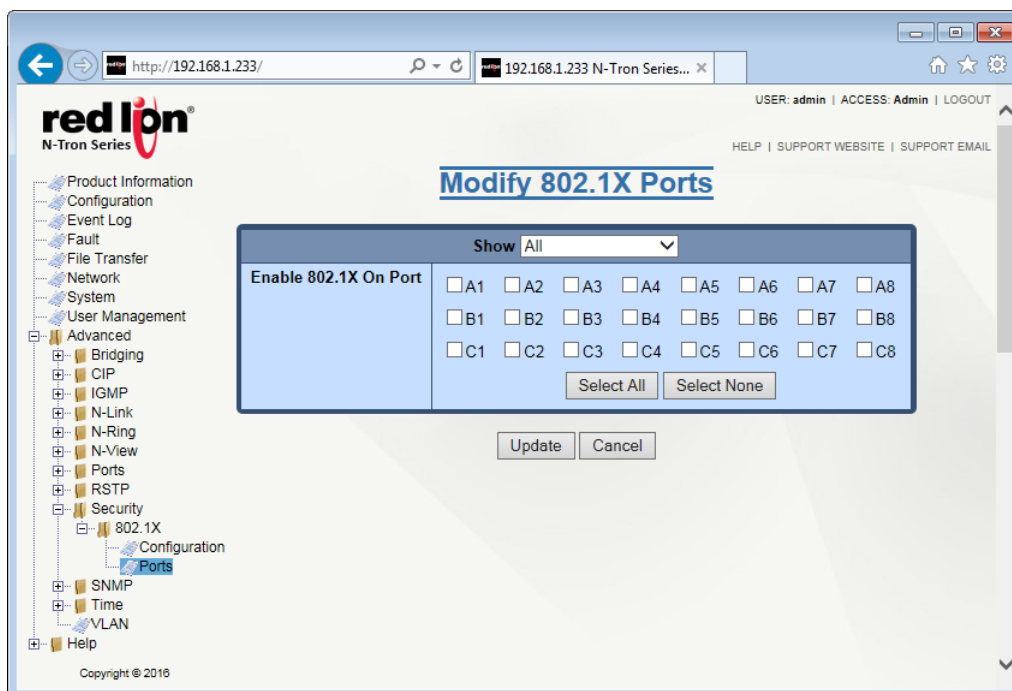 http://192.168.1.233/
192.168.1.233 N-Tron Series...
red lion®
N-Tron Series
USER: admin | ACCESS: Admin | LOGOUT
HELP | SUPPORT WEBSITE | SUPPORT EMAIL
Product Information
Configuration
Event Log
Fault
File Transfer
Network
System
User Management
Advanced
Bridging
CIP
IGMP
N-Link
N-Ring
N-View
Ports
RSTP
Security
802.1X
Configuration
Ports
SNMP
Time
VLAN
Help
Copyright © 2016
Modify 802.1X Ports
Show All
Enable 802.1X On Port
A1 A2 A3 A4 A5 A6 A7 A8
B1 B2 B3 B4 B5 B6 B7 B8
C1 C2 C3 C4 C5 C6 C7 C8
Select All Select None
Update Cancel